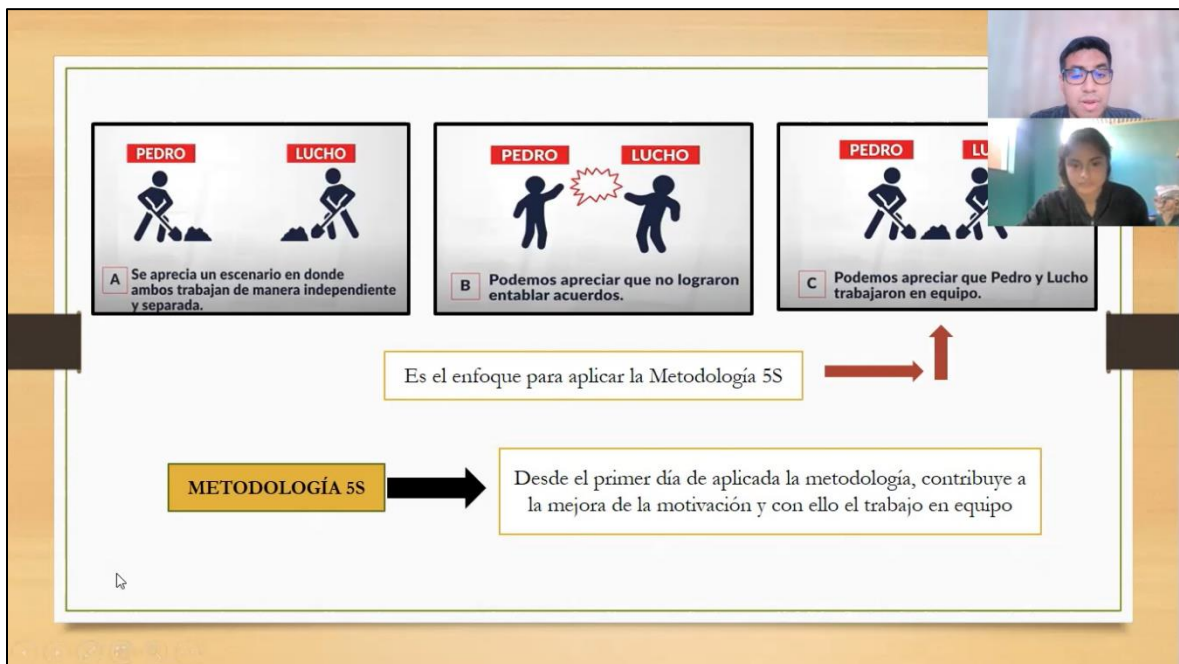 PEDRO
LUCHO
A
Se aprecia un escenario en donde
ambos trabajan de manera independiente
y separada.
PEDRO
LUCHO
B
Podemos apreciar que no lograron
entablar acuerdos.
PEDRO
C
Podemos apreciar que Pedro y Lucho
trabajaron en equipo.
Es el enfoque para aplicar la Metodología 5S
METODOLOGÍA 5S
Desde el primer día de aplicada la metodología, contribuye a
la mejora de la motivación y con ello el trabajo en equipo